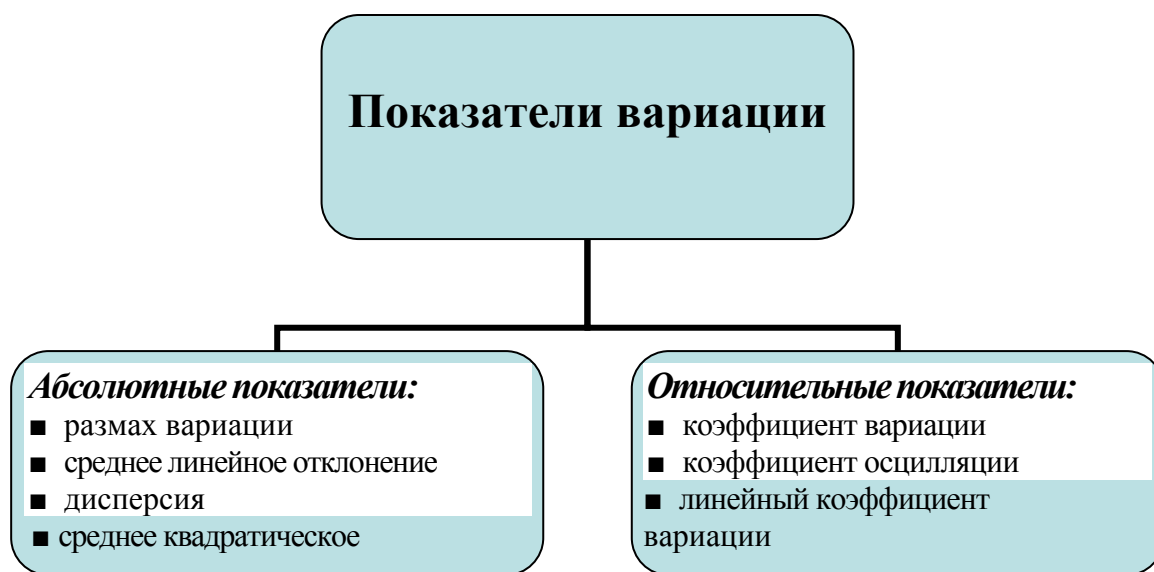 Показатели вариации
Абсолютные показатели:
■ размах вариации
■ среднее линейное отклонение
■ дисперсия
■ среднее квадратическое
Относительные показатели:
■ коэффициент вариации
■ коэффициент осцилляции
■ линейный коэффициент
вариации